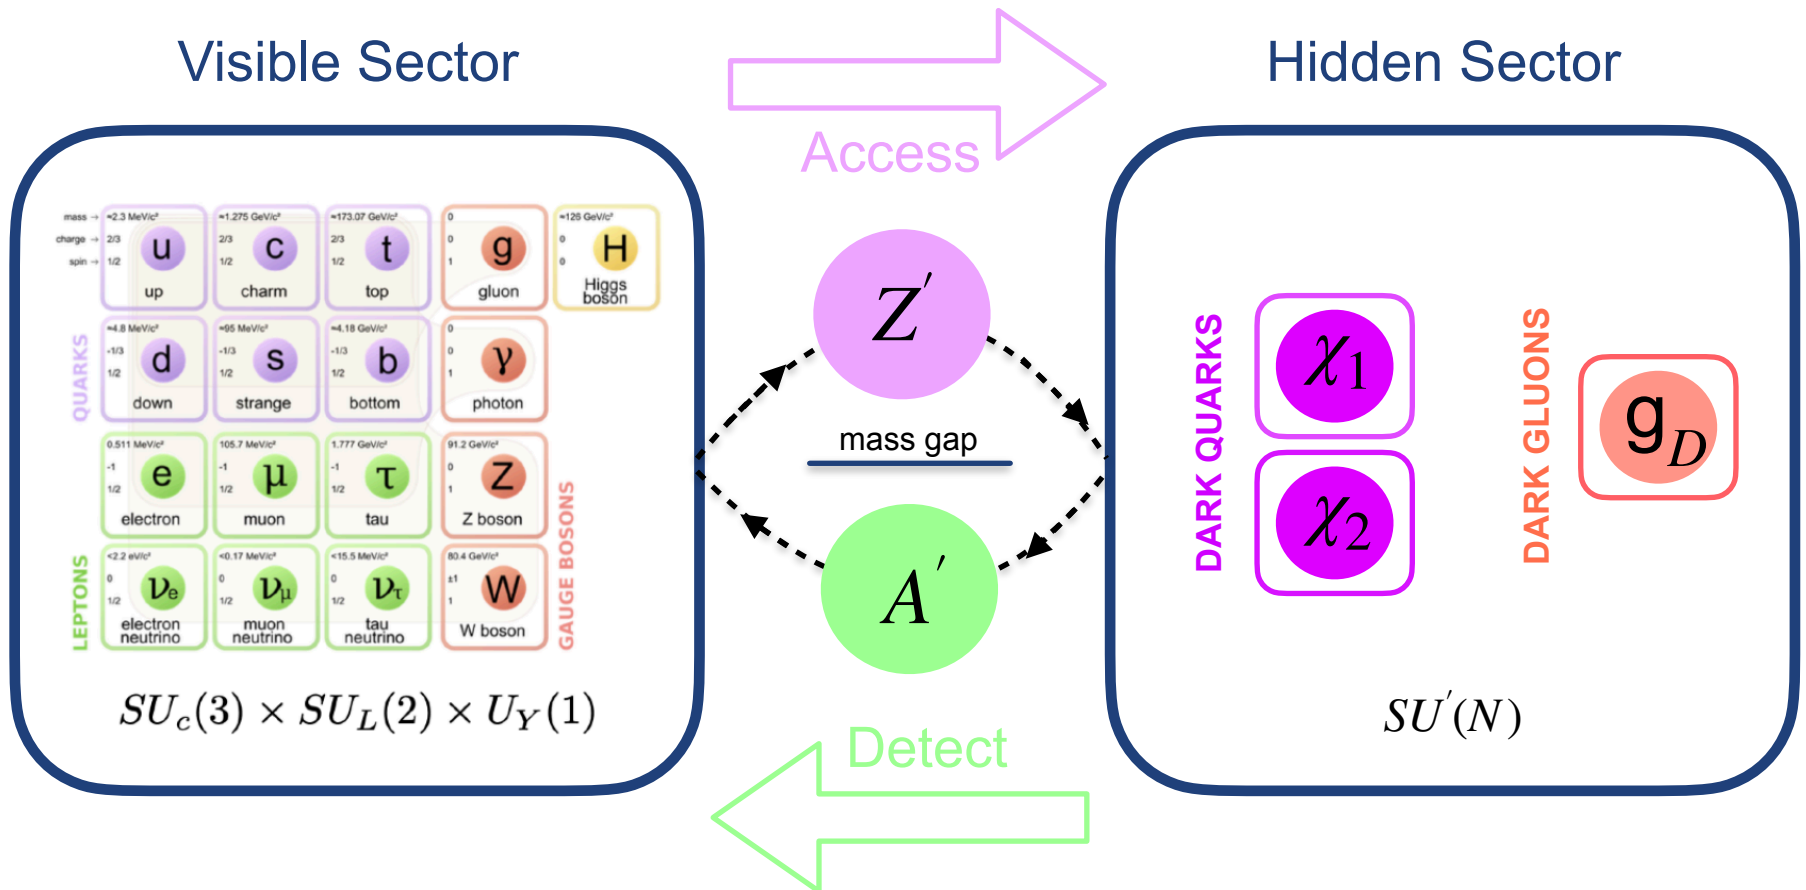 Visible Sector
Access
Hidden Sector
mass →
charge →
spin →
≈2.3 MeV/c²
2/3
1/2
u
up
≈1.275 GeV/c²
2/3
1/2
c
charm
≈173.07 GeV/c²
2/3
1/2
t
top
0
0
1
g
gluon
≈126 GeV/c²
0
0
H
Higgs
boson
QUARKS
≈4.8 MeV/c²
-1/3
1/2
d
down
≈95 MeV/c²
-1/3
1/2
s
strange
≈4.18 GeV/c²
-1/3
1/2
b
bottom
0
0
1
γ
photon
0.511 MeV/c²
-1
1/2
e
electron
105.7 MeV/c²
-1
1/2
μ
muon
1.777 GeV/c²
-1
1/2
τ
tau
91.2 GeV/c²
0
1
Z
Z boson
LEPTONS
<2.2 eV/c²
0
1/2
νe
electron
neutrino
<0.17 MeV/c²
0
1/2
νμ
muon
neutrino
<15.5 MeV/c²
0
1/2
ντ
tau
neutrino
80.4 GeV/c²
±1
1
W
W boson
GAUGE BOSONS
SU_c(3) × SU_L(2) × U_Y(1)
Z′
mass gap
A′
Detect
DARK QUARKS
χ₁
χ₂
DARK GLUONS
g_D
SU′(N)